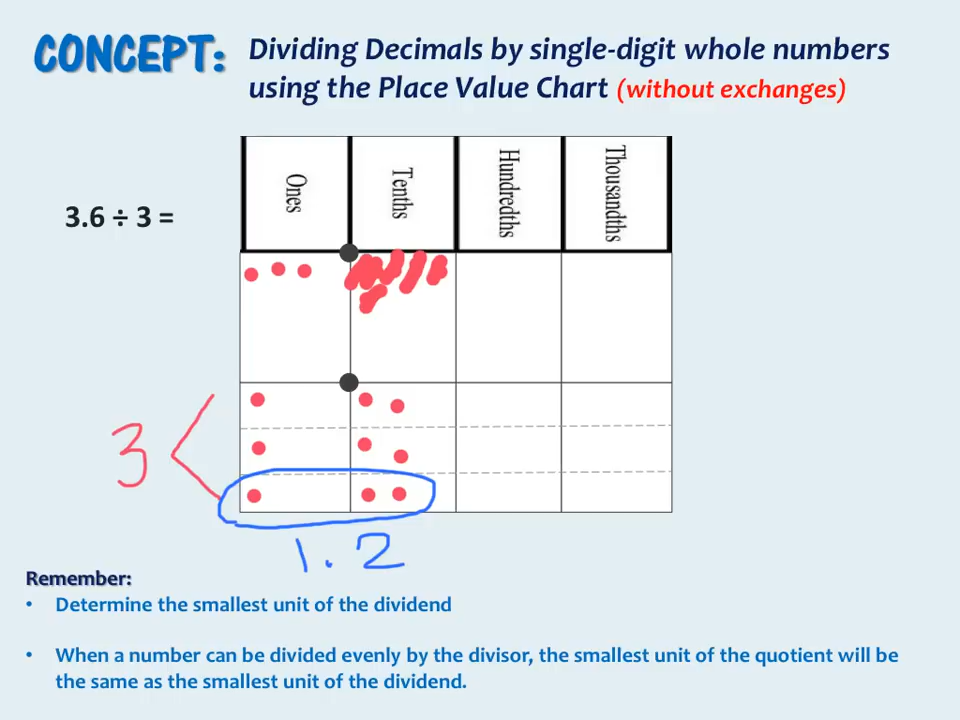 CONCEPT:
Dividing Decimals by single-digit whole numbers
using the Place Value Chart (without exchanges)
Ones
Tenths
Hundredths
Thousandths
3.6 ÷ 3 =
3
1.2
Remember:
• Determine the smallest unit of the dividend
• When a number can be divided evenly by the divisor, the smallest unit of the quotient will be
the same as the smallest unit of the dividend.